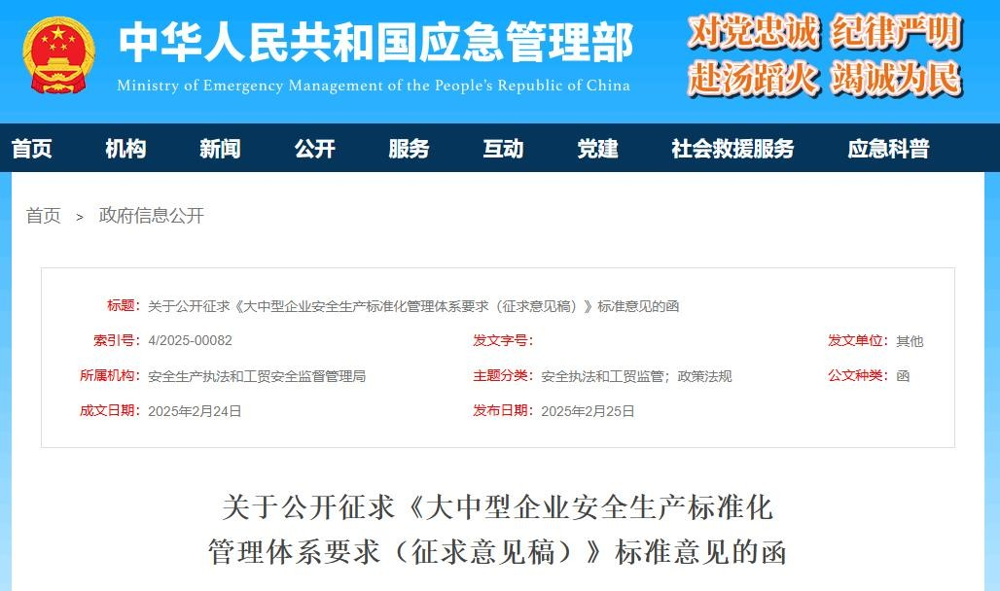 中华人民共和国应急管理部
Ministry of Emergency Management of the People's Republic of China
对党忠诚 纪律严明
赴汤蹈火 竭诚为民
首页 机构 新闻 公开 服务 互动 党建 社会救援服务 应急科普
首页 > 政府信息公开
标题： 关于公开征求《大中型企业安全生产标准化管理体系要求（征求意见稿）》标准意见的函
索引号： 4/2025-00082 发文字号： 发文单位： 其他
所属机构： 安全生产执法和工贸安全监督管理局 主题分类： 安全执法和工贸监管；政策法规 公文种类： 函
成文日期： 2025年2月24日 发布日期： 2025年2月25日
关于公开征求《大中型企业安全生产标准化
管理体系要求（征求意见稿）》标准意见的函